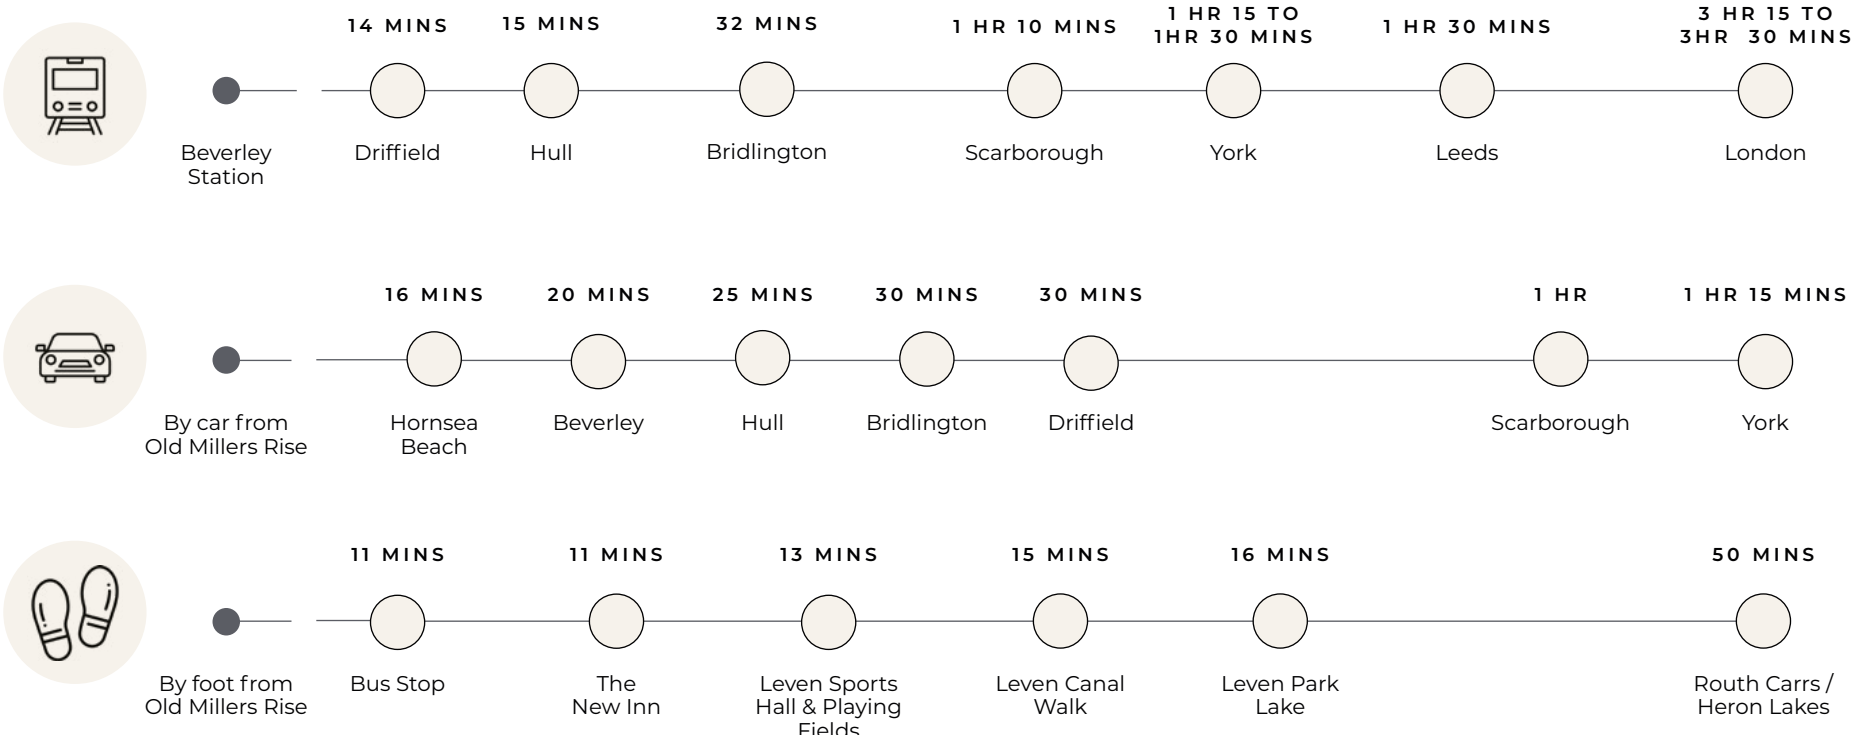 14 MINS
15 MINS
32 MINS
1 HR 10 MINS
1 HR 15 TO
1HR 30 MINS
1 HR 30 MINS
3 HR 15 TO
3HR 30 MINS
Beverley
Station
Driffield
Hull
Bridlington
Scarborough
York
Leeds
London
16 MINS
20 MINS
25 MINS
30 MINS
30 MINS
1 HR
1 HR 15 MINS
By car from
Old Millers Rise
Hornsea
Beach
Beverley
Hull
Bridlington
Driffield
Scarborough
York
11 MINS
11 MINS
13 MINS
15 MINS
16 MINS
50 MINS
By foot from
Old Millers Rise
Bus Stop
The
New Inn
Leven Sports
Hall & Playing
Fields
Leven Canal
Walk
Leven Park
Lake
Routh Carrs /
Heron Lakes